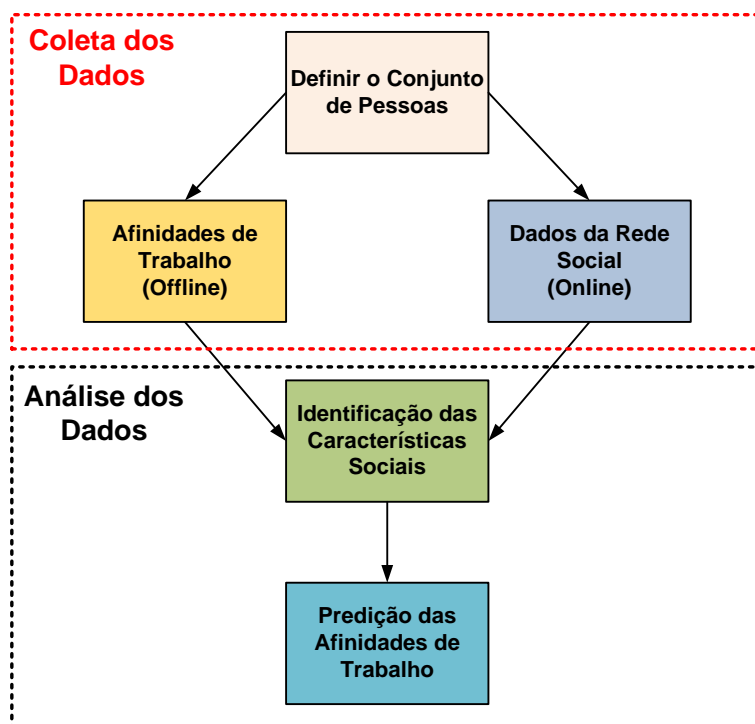 Coleta dos
Dados
Definir o Conjunto
de Pessoas
Afinidades de
Trabalho
(Offline)
Dados da Rede
Social
(Online)
Análise dos
Dados
Identificação das
Característísticas
Sociais
Predição das
Afinidades de
Trabalho